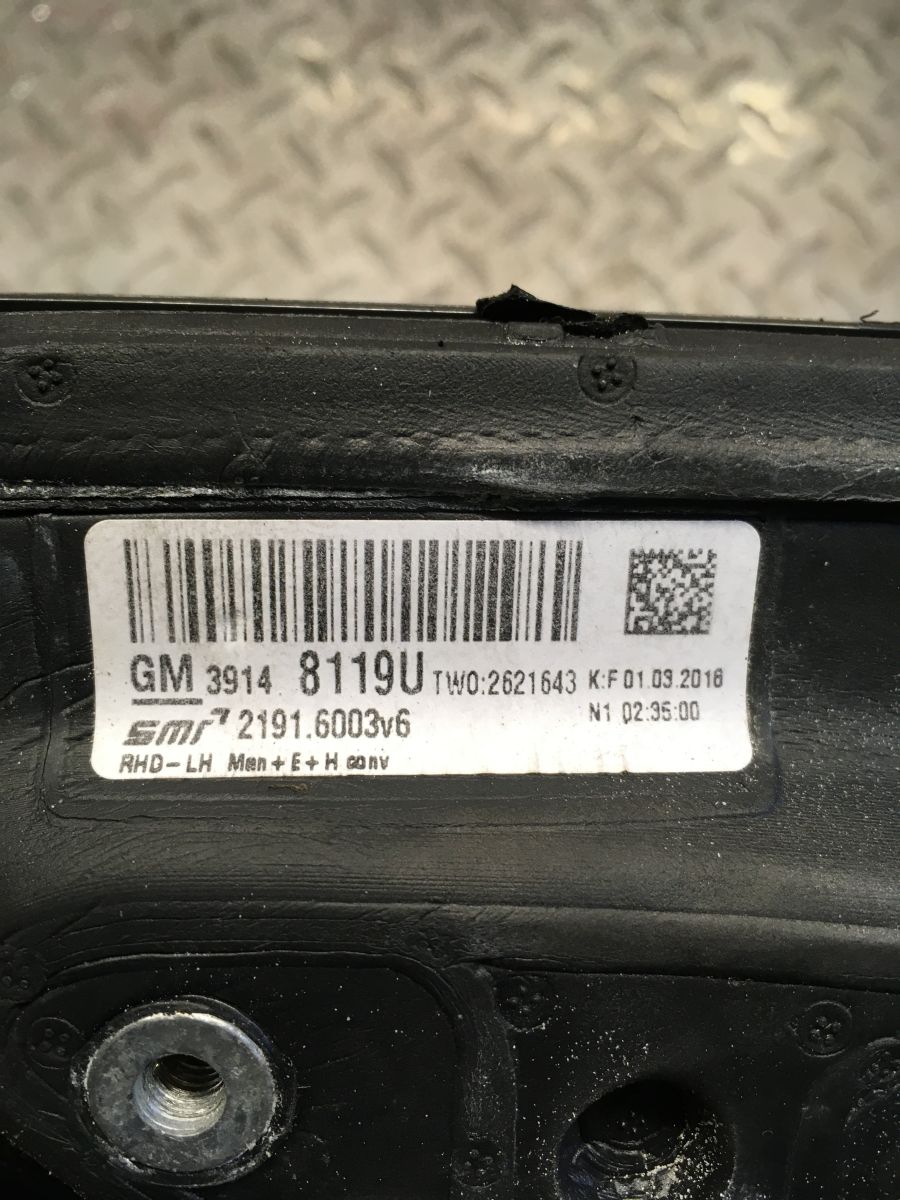 GM 3914 8119U TWO:2621643 K:F 01.03.2016
smr 2191.6003v6 N1 02:35:00
RHD-LH Man+E+H conv